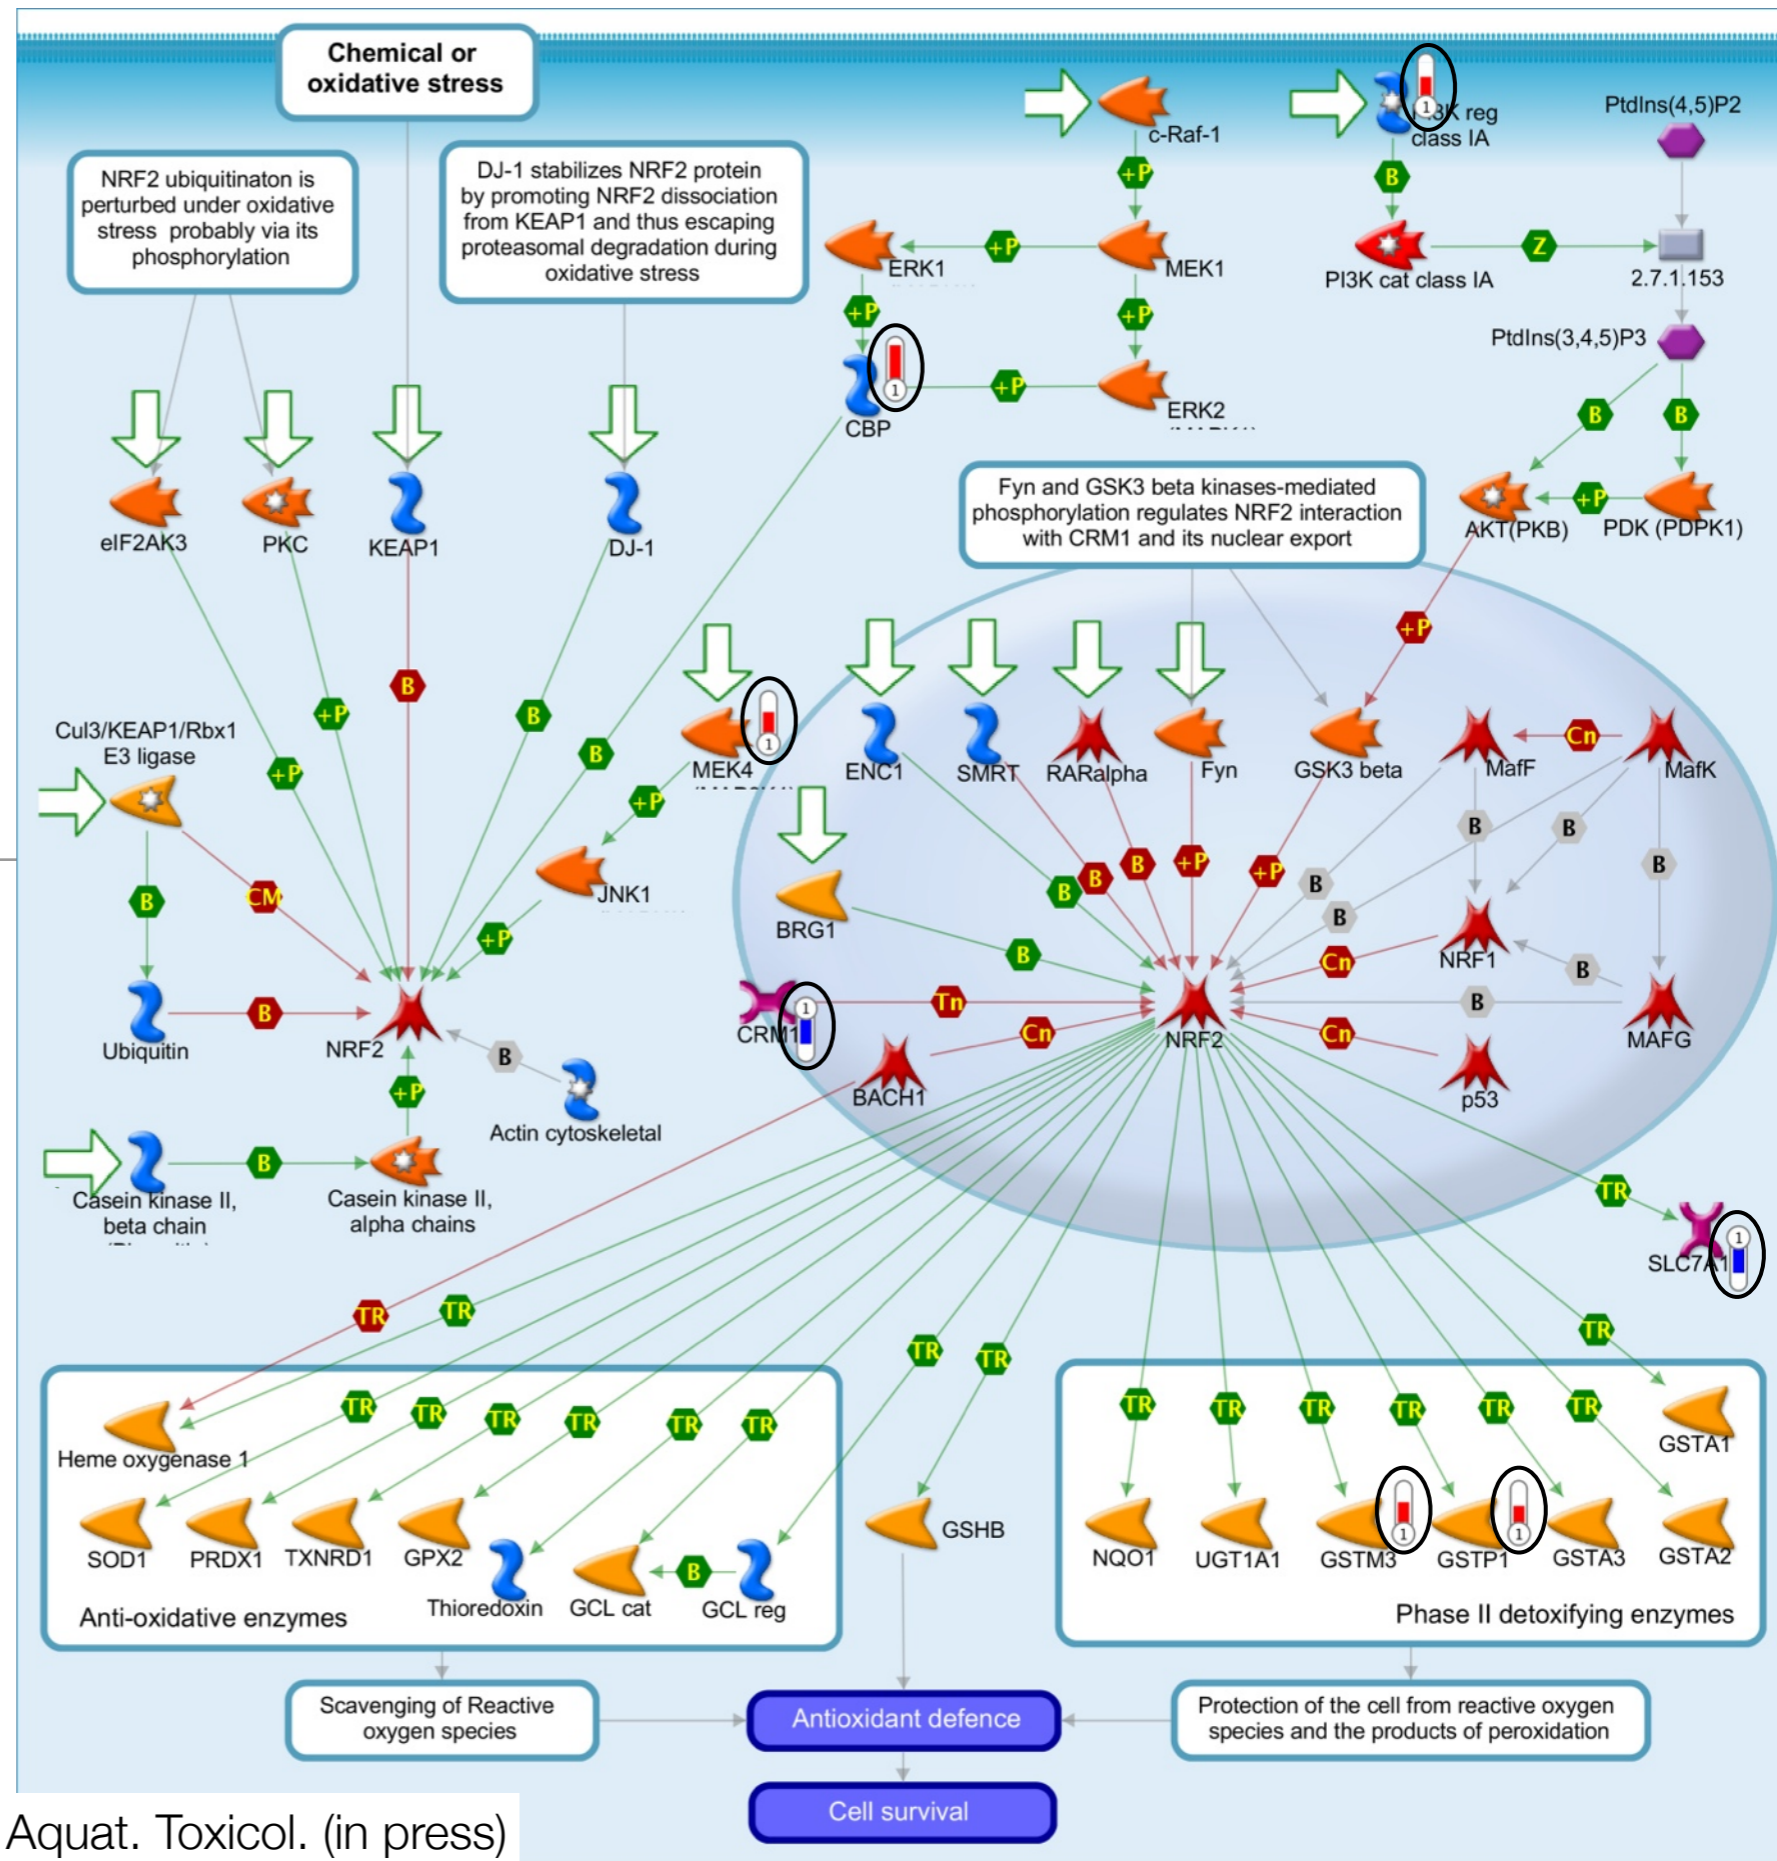 Chemical or
oxidative stress
NRF2 ubiquitinaton is
perturbed under oxidative
stress probably via its
phosphorylation
DJ-1 stabilizes NRF2 protein
by promoting NRF2 dissociation
from KEAP1 and thus escaping
proteasomal degradation during
oxidative stress
c-Raf-1
1
reg
class IA
PtdIns(4,5)P2
+P
B
ERK1
+P
MEK1
PI3K cat class IA
Z
2.7.1.153
+P
+P
PtdIns(3,4,5)P3
1
CBP
+P
ERK2
B
B
eIF2AK3
PKC
KEAP1
DJ-1
Fyn and GSK3 beta kinases-mediated
phosphorylation regulates NRF2 interaction
with CRM1 and its nuclear export
+P
AKT(PKB)
PDK (PDPK1)
+P
B
+P
B
B
Cul3/KEAP1/Rbx1
E3 ligase
+P
MEK4
1
ENC1
SMRT
RARalpha
Fyn
GSK3 beta
MafF
Cn
MafK
+P
B
B
B
CM
JNK1
+P
BRG1
B
B
B
B
+P
+P
B
B
B
NRF1
Cn
B
Ubiquitin
B
NRF2
B
Actin cytoskeletal
CRM1
1
Tn
Cn
BACH1
NRF2
B
Cn
p53
MAFG
+P
Casein kinase II,
beta chain
B
Casein kinase II,
alpha chains
TR
SLC7A1
1
TR
TR
TR
TR
TR
Heme oxygenase 1
TR
TR
TR
TR
TR
TR
TR
TR
TR
TR
TR
TR
GSTA1
SOD1
PRDX1
TXNRD1
GPX2
Thioredoxin
GCL cat
B
GCL reg
GSHB
NQO1
UGT1A1
GSTM3
1
GSTP1
1
GSTA3
GSTA2
Anti-oxidative enzymes
Phase II detoxifying enzymes
Scavenging of Reactive
oxygen species
Antioxidant defence
Protection of the cell from reactive oxygen
species and the products of peroxidation
Cell survival
Aquat. Toxicol. (in press)